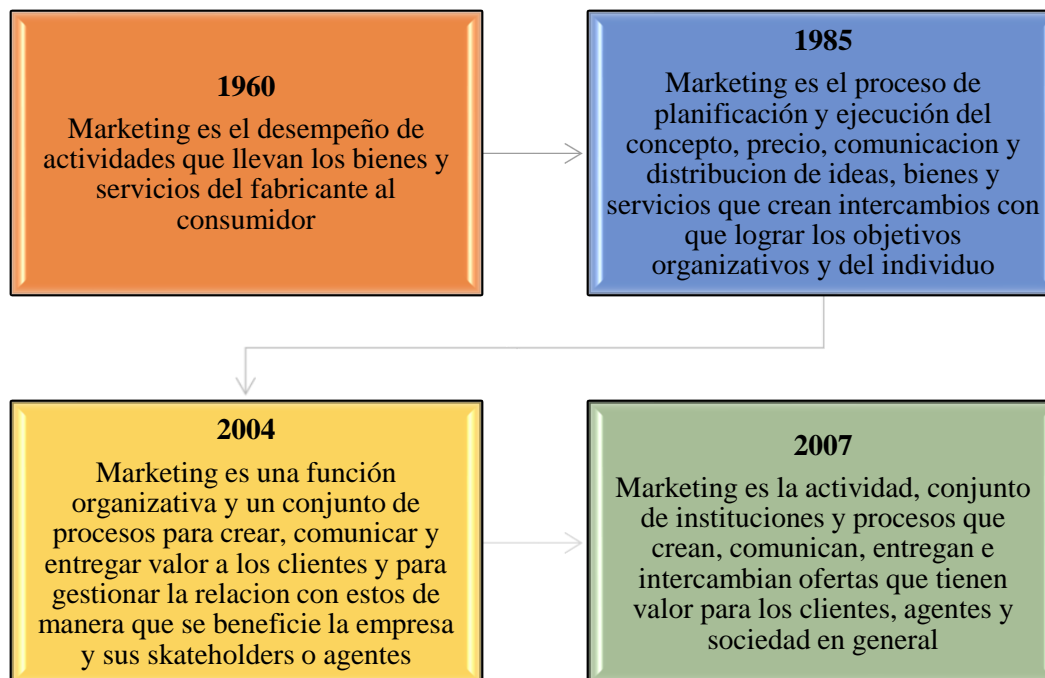 1960
Marketing es el desempeño de
actividades que llevan los bienes y
servicios del fabricante al
consumidor
1985
Marketing es el proceso de
planificación y ejecución del
concepto, precio, comunicacion y
distribucion de ideas, bienes y
servicios que crean intercambios con
que lograr los objetivos
organizativos y del individuo
2004
Marketing es una función
organizativa y un conjunto de
procesos para crear, comunicar y
entregar valor a los clientes y para
gestionar la relacion con estos de
manera que se beneficie la empresa
y sus skateholders o agentes
2007
Marketing es la actividad, conjunto
de instituciones y procesos que
crean, comunican, entregan e
intercambian ofertas que tienen
valor para los clientes, agentes y
sociedad en general